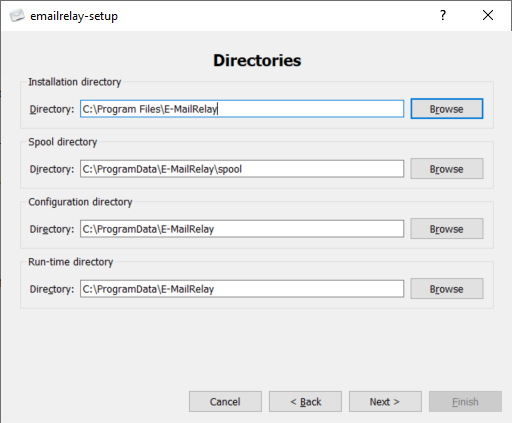 emailrelay-setup
Directories
Installation directory
Directory: C:\Program Files\E-MailRelay Browse
Spool directory
Directory: C:\ProgramData\E-MailRelay\spool Browse
Configuration directory
Directory: C:\ProgramData\E-MailRelay Browse
Run-time directory
Directory: C:\ProgramData\E-MailRelay Browse
Cancel < Back Next > Finish